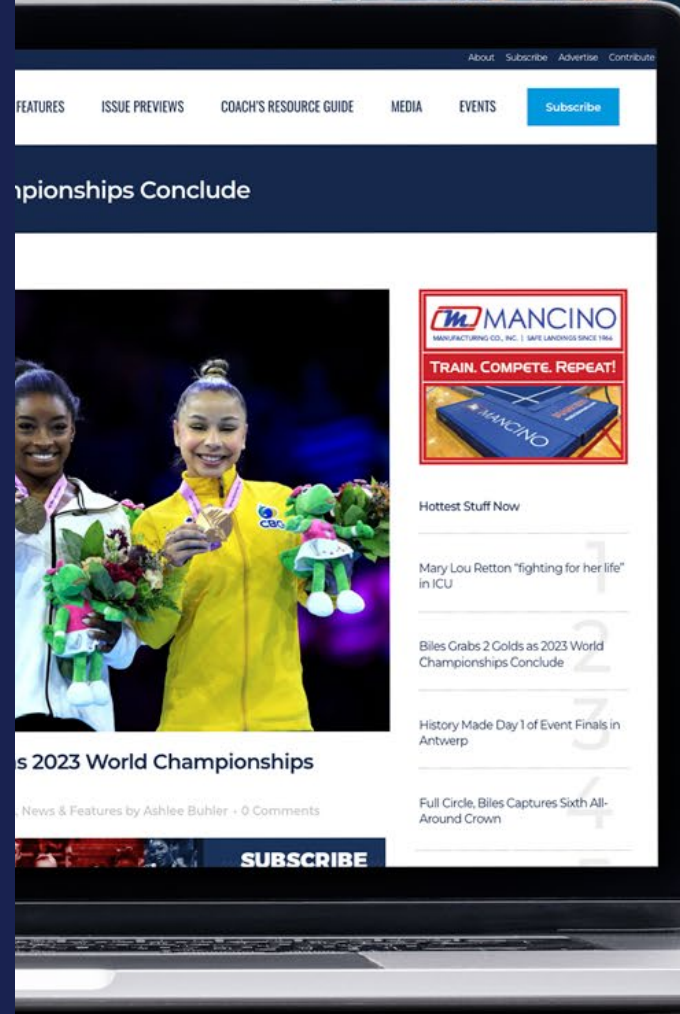 About Subscribe Advertise Contribute
FEATURES ISSUE PREVIEWS COACH'S RESOURCE GUIDE MEDIA EVENTS Subscribe
mpionships Conclude
m MANCINO
MANUFACTURING CO., INC. | SAFE LANDINGS SINCE 1966
TRAIN. COMPETE. REPEAT!
MANCINO
CBG
Hottest Stuff Now
1
Mary Lou Retton "fighting for her life"
in ICU
2
Biles Grabs 2 Golds as 2023 World
Championships Conclude
3
History Made Day 1 of Event Finals in
Antwerp
4
Full Circle, Biles Captures Sixth All-
Around Crown
s 2023 World Championships
, News & Features by Ashlee Buhler • 0 Comments
SUBSCRIBE